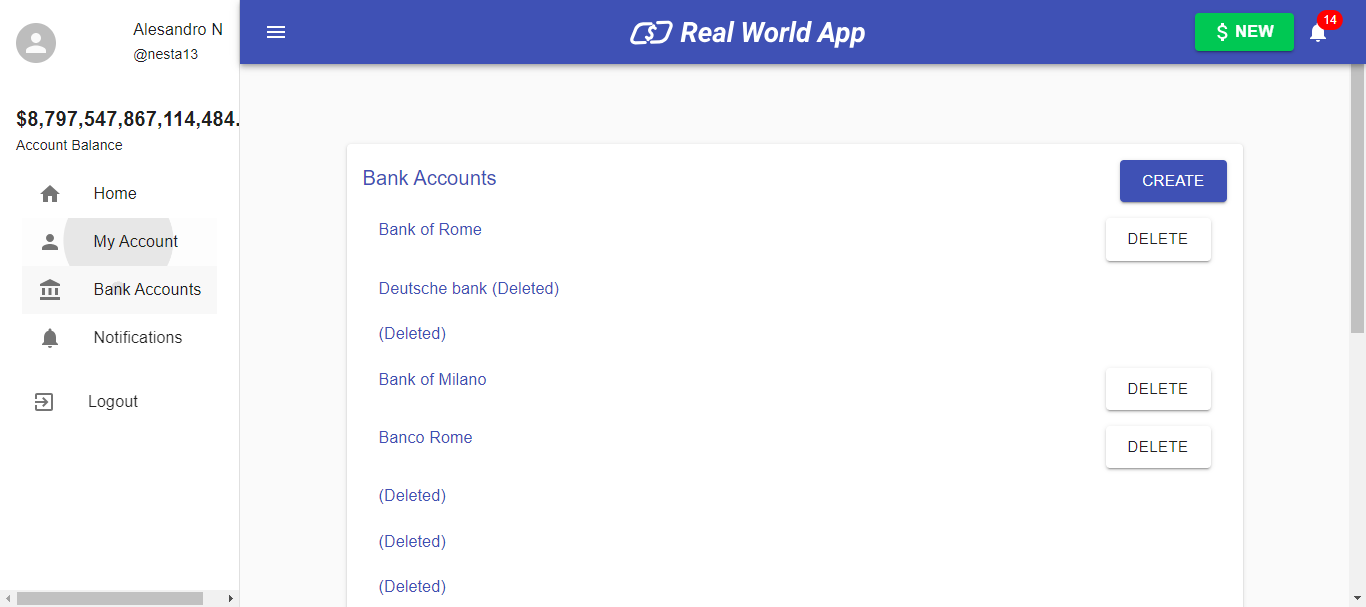 Alesandro N
@nesta13
$8,797,547,867,114,484.
Account Balance
Home
My Account
Bank Accounts
Notifications
Logout
Real World App
$ NEW
14
Bank Accounts
CREATE
Bank of Rome
DELETE
Deutsche bank (Deleted)
(Deleted)
Bank of Milano
DELETE
Banco Rome
DELETE
(Deleted)
(Deleted)
(Deleted)